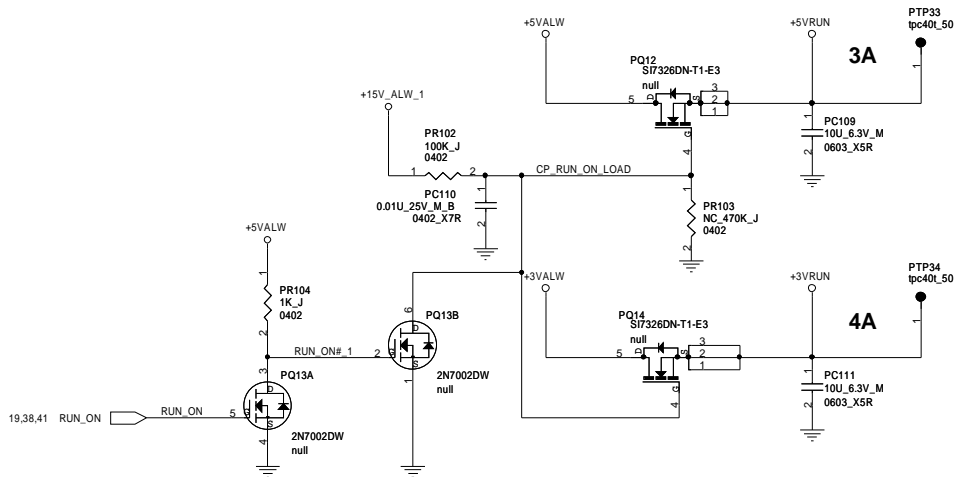 PTP33
tpc40t_50
+5VALW
+5VRUN
1
3A
PQ12
SI7326DN-T1-E3
null
5
D
S
3
2
1
G
4
+15V_ALW_1
PR102
100K_J
0402
1
2
CP_RUN_ON_LOAD
PC109
10U_6.3V_M
0603_X5R
1
2
PC110
0.01U_25V_M_B
0402_X7R
1
2
PR103
NC_470K_J
0402
1
2
+5VALW
PR104
1K_J
0402
1
2
+3VALW
+3VRUN
PTP34
tpc40t_50
1
4A
PQ14
SI7326DN-T1-E3
null
5
D
S
3
2
1
G
4
PQ13B
6
D
G
S
2
1
2N7002DW
null
RUN_ON#_1
PQ13A
3
D
G
S
5
4
2N7002DW
null
19,38,41
RUN_ON
RUN_ON
PC111
10U_6.3V_M
0603_X5R
1
2